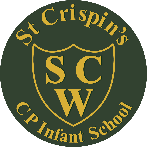 St Crispin's
S C
W
CP Infant School